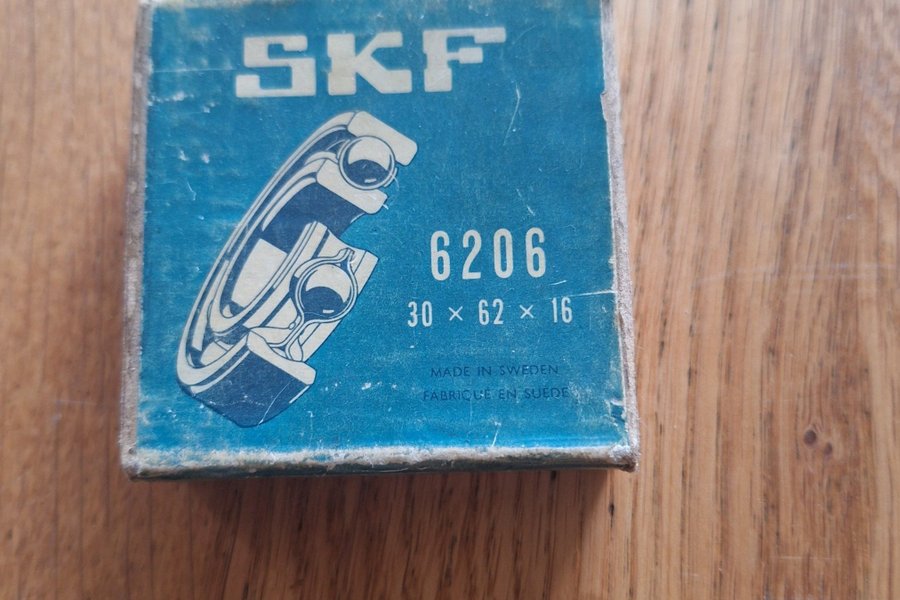 SKF
6206
30 × 62 × 16
MADE IN SWEDEN
FABRIQUE EN SUEDE